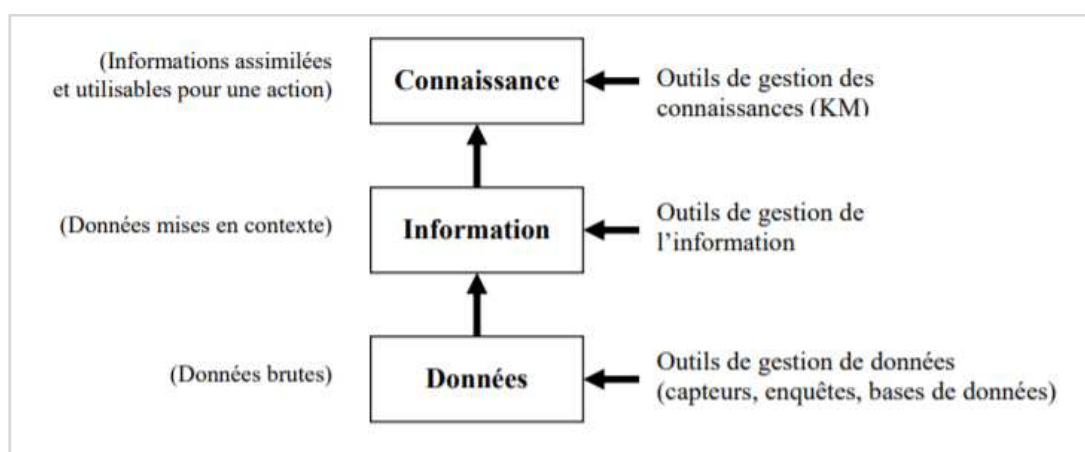 (Informations assimilées
et utilisables pour une action)
Connaissance
Outils de gestion des
connaissances (KM)
(Données mises en contexte)
Information
Outils de gestion de
l’information
(Données brutes)
Données
Outils de gestion de données
(capteurs, enquêtes, bases de données)